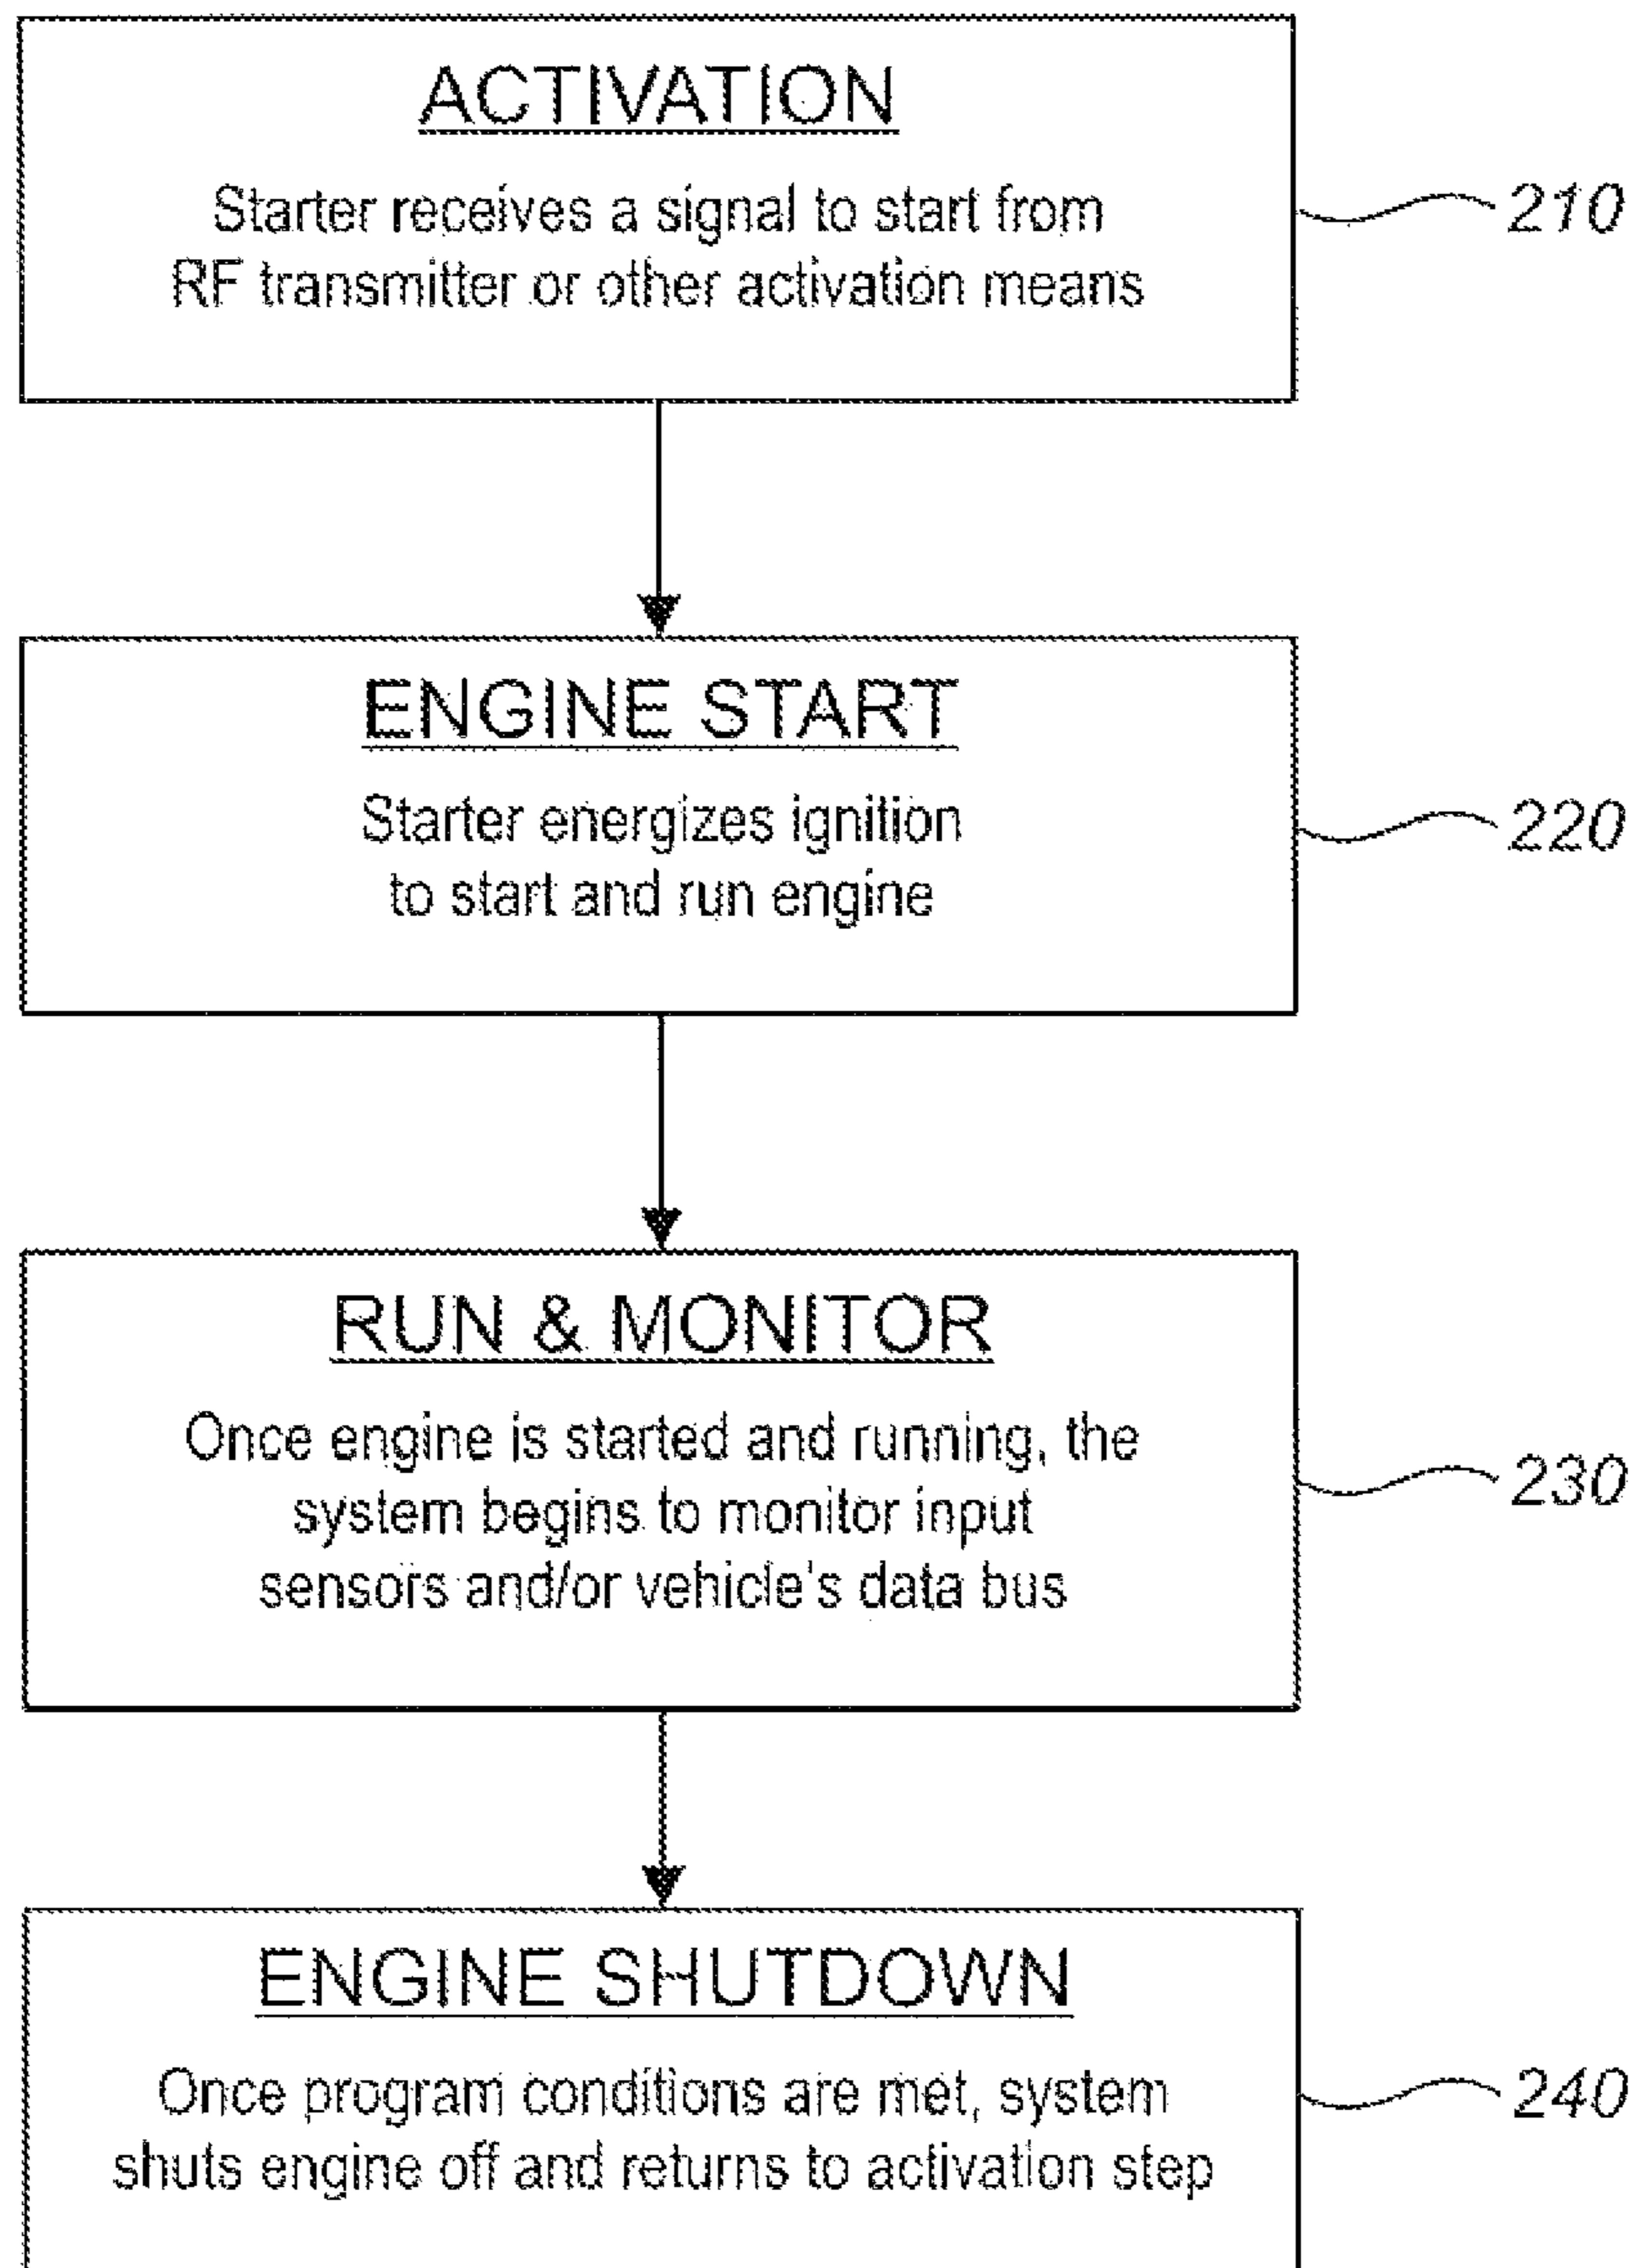 ACTIVATION
Starter receives a signal to start from
RF transmitter or other activation means
210
ENGINE START
Starter energizes ignition
to start and run engine
220
RUN & MONITOR
Once engine is started and running, the
system begins to monitor input
sensors and/or vehicle's data bus
230
ENGINE SHUTDOWN
Once program conditions are met, system
shuts engine off and returns to activation step
240